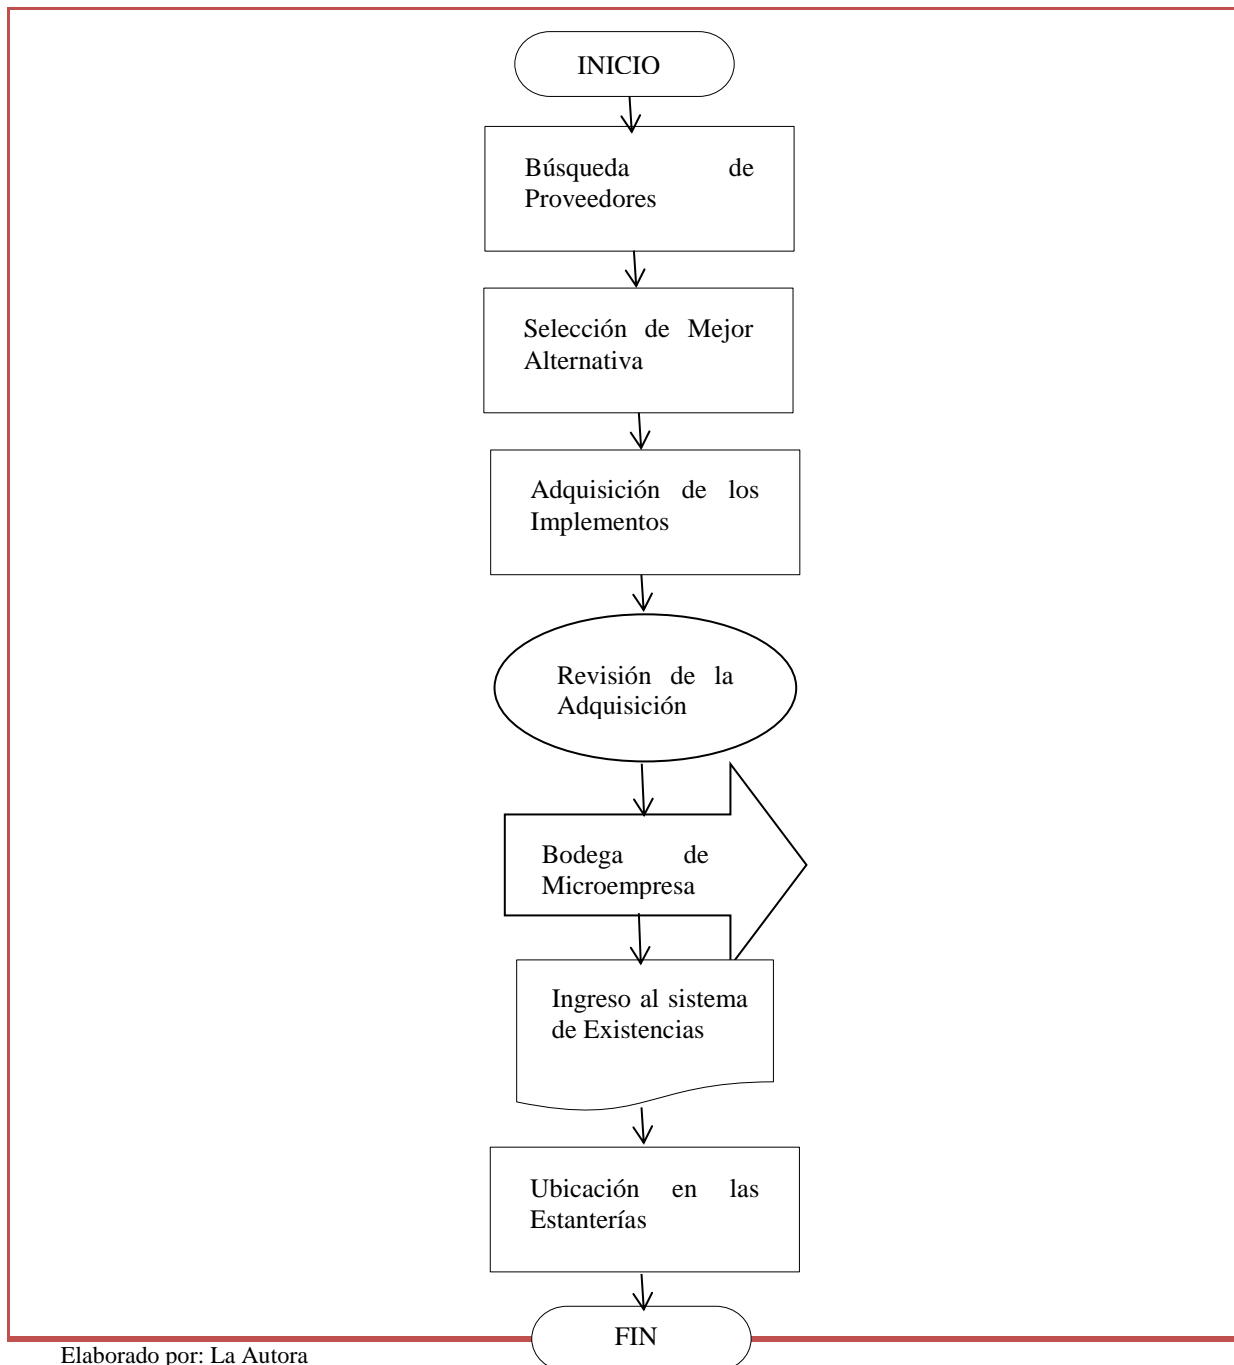 INICIO
Búsqueda de
Proveedores
Selección de Mejor
Alternativa
Adquisición de los
Implementos
Revisión de la
Adquisición
Bodega de
Microempresa
Ingreso al sistema
de Existencias
Ubicación en las
Estanterías
FIN
Elaborado por: La Autora